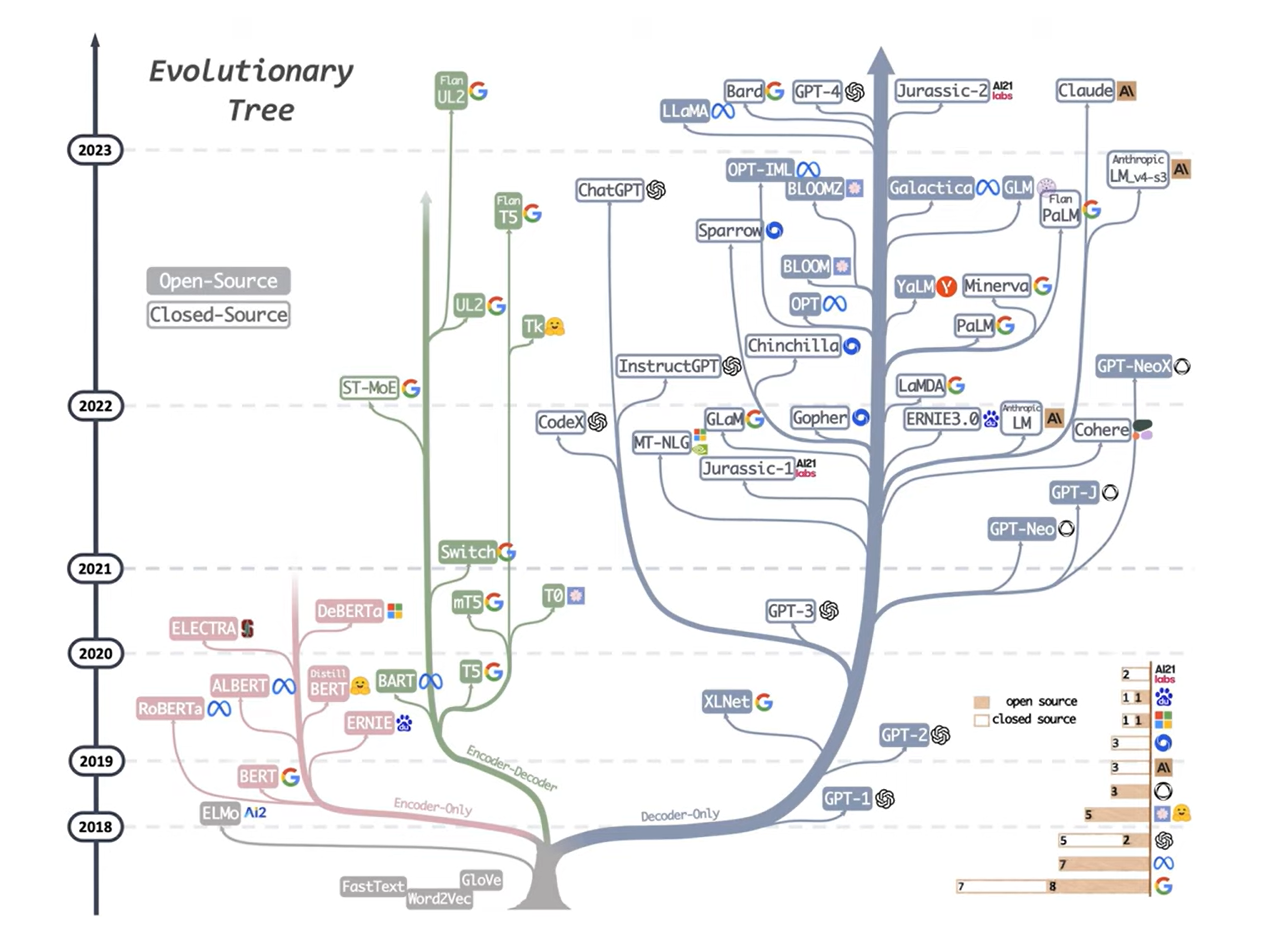 Evolutionary
Tree
2023
2022
2021
2020
2019
2018
Open-Source
Closed-Source
Flan
UL2
Flan
T5
UL2
Tk
ST-MoE
Switch
mT5
T0
T5
BART
DeBERTa
ELECTRA
ALBERT
Distill
BERT
RoBERTa
ERNIE
BERT
ELMo
Ai2
Encoder-Only
Encoder-Decoder
Decoder-Only
FastText
GloVe
Word2Vec
LLaMA
Bard
GPT-4
Jurassic-2
AI21
labs
Claude
A\
OPT-IML
BLOOMZ
Galactica
GLM
Anthropic
LM_v4-s3
A\
ChatGPT
Sparrow
Flan
PaLM
BLOOM
OPT
YaLM
Y
Minerva
PaLM
Chinchilla
InstructGPT
GPT-NeoX
LaMDA
CodeX
MT-NLG
GLaM
Gopher
ERNIE3.0
Anthropic
LM
A\
Cohere
Jurassic-1
AI21
labs
GPT-J
GPT-Neo
GPT-3
XLNet
GPT-2
GPT-1
open source
closed source
2
AI21
labs
1 1
1 1
3
3
A\
3
5
5 2
7
7 8